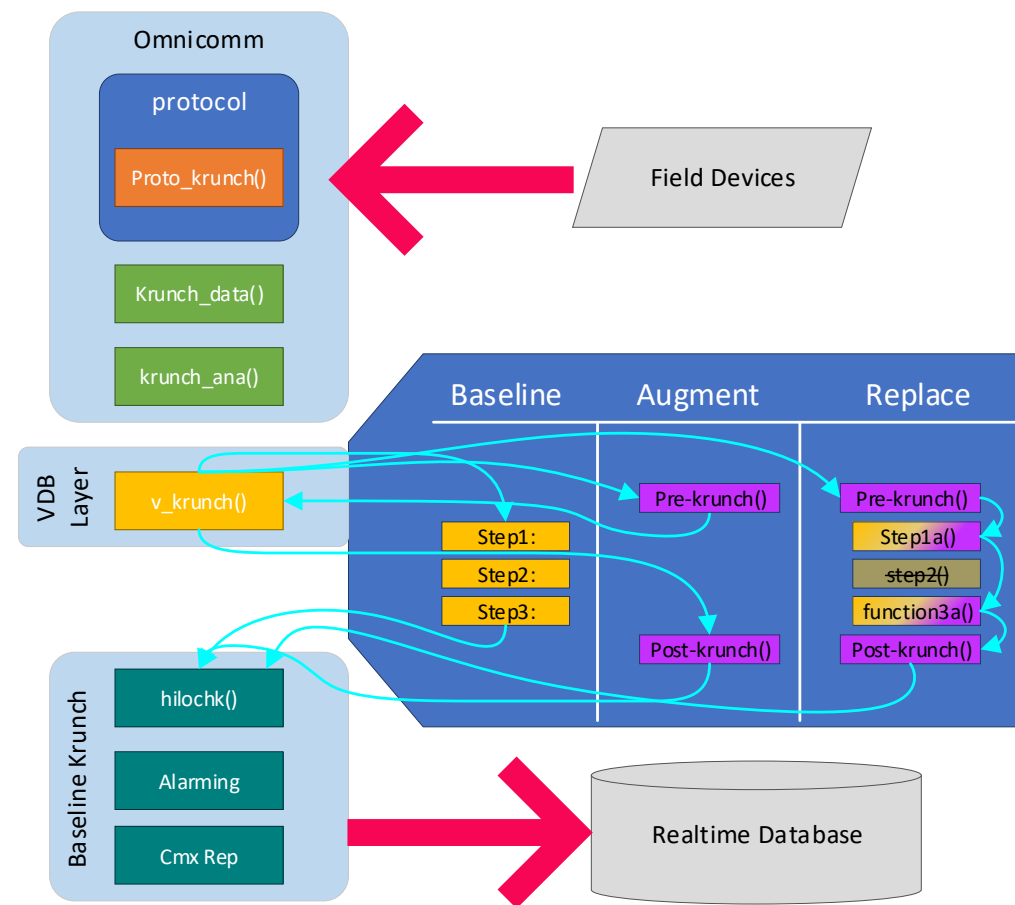 Omnicomm
protocol
Proto_krunch()
Field Devices
Krunch_data()
krunch_ana()
Baseline
Augment
Replace
VDB
Layer
v_krunch()
Pre-krunch()
Pre-krunch()
Step1:
Step1a()
Step2:
step2()
Step3:
function3a()
Post-krunch()
Post-krunch()
Baseline Krunch
hilochk()
Alarming
Cmx Rep
Realtime Database